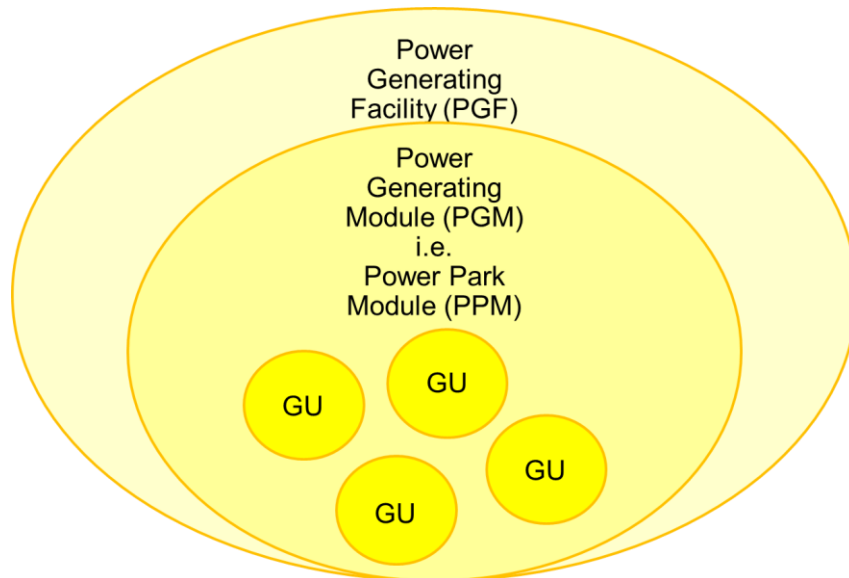 Power
Generating
Facility (PGF)
Power
Generating
Module (PGM)
i.e.
Power Park
Module (PPM)
GU
GU
GU
GU